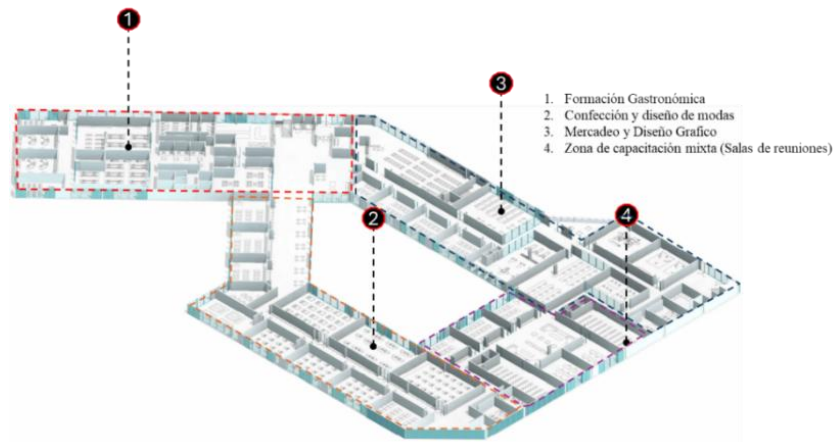 1
3
1. Formación Gastronómica
2. Confección y diseño de modas
3. Mercadeo y Diseño Grafico
4. Zona de capacitación mixta (Salas de reuniones)
2
4